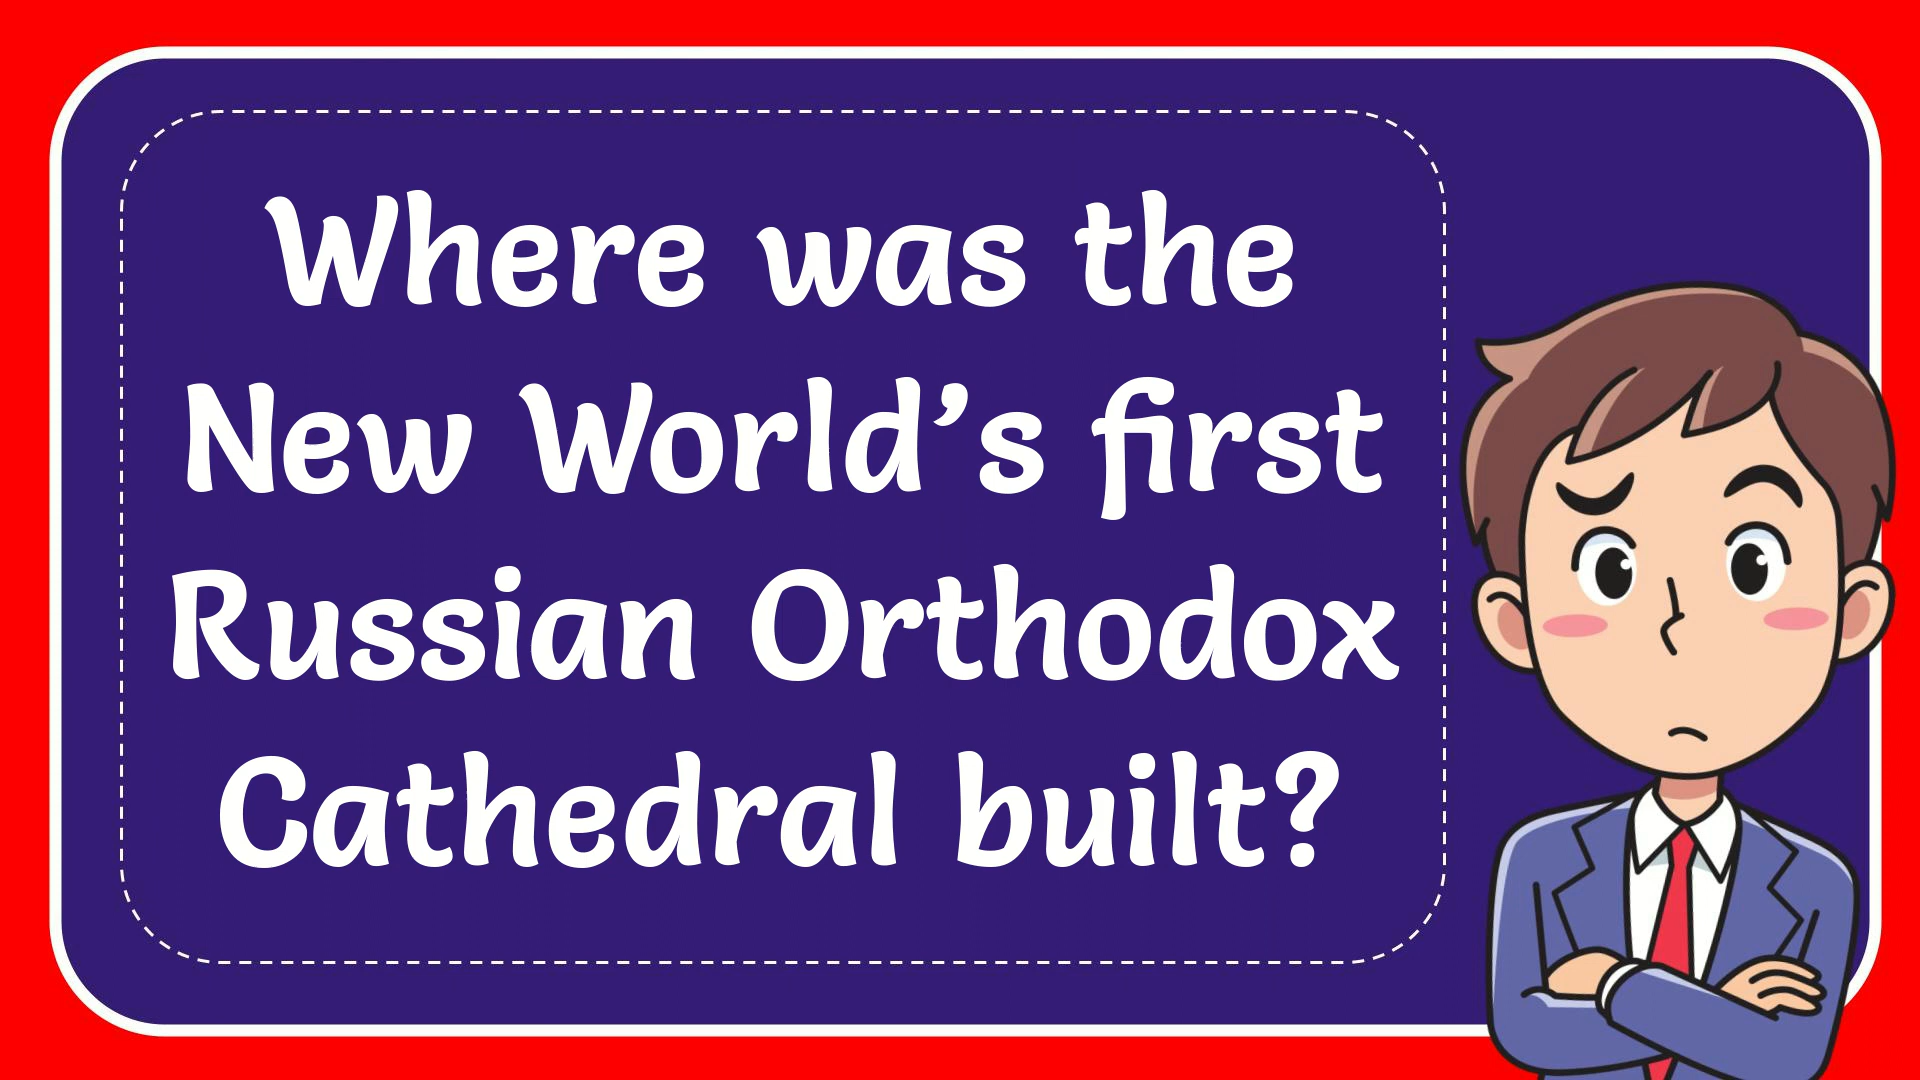 Where was the
New World’s first
Russian Orthodox
Cathedral built?